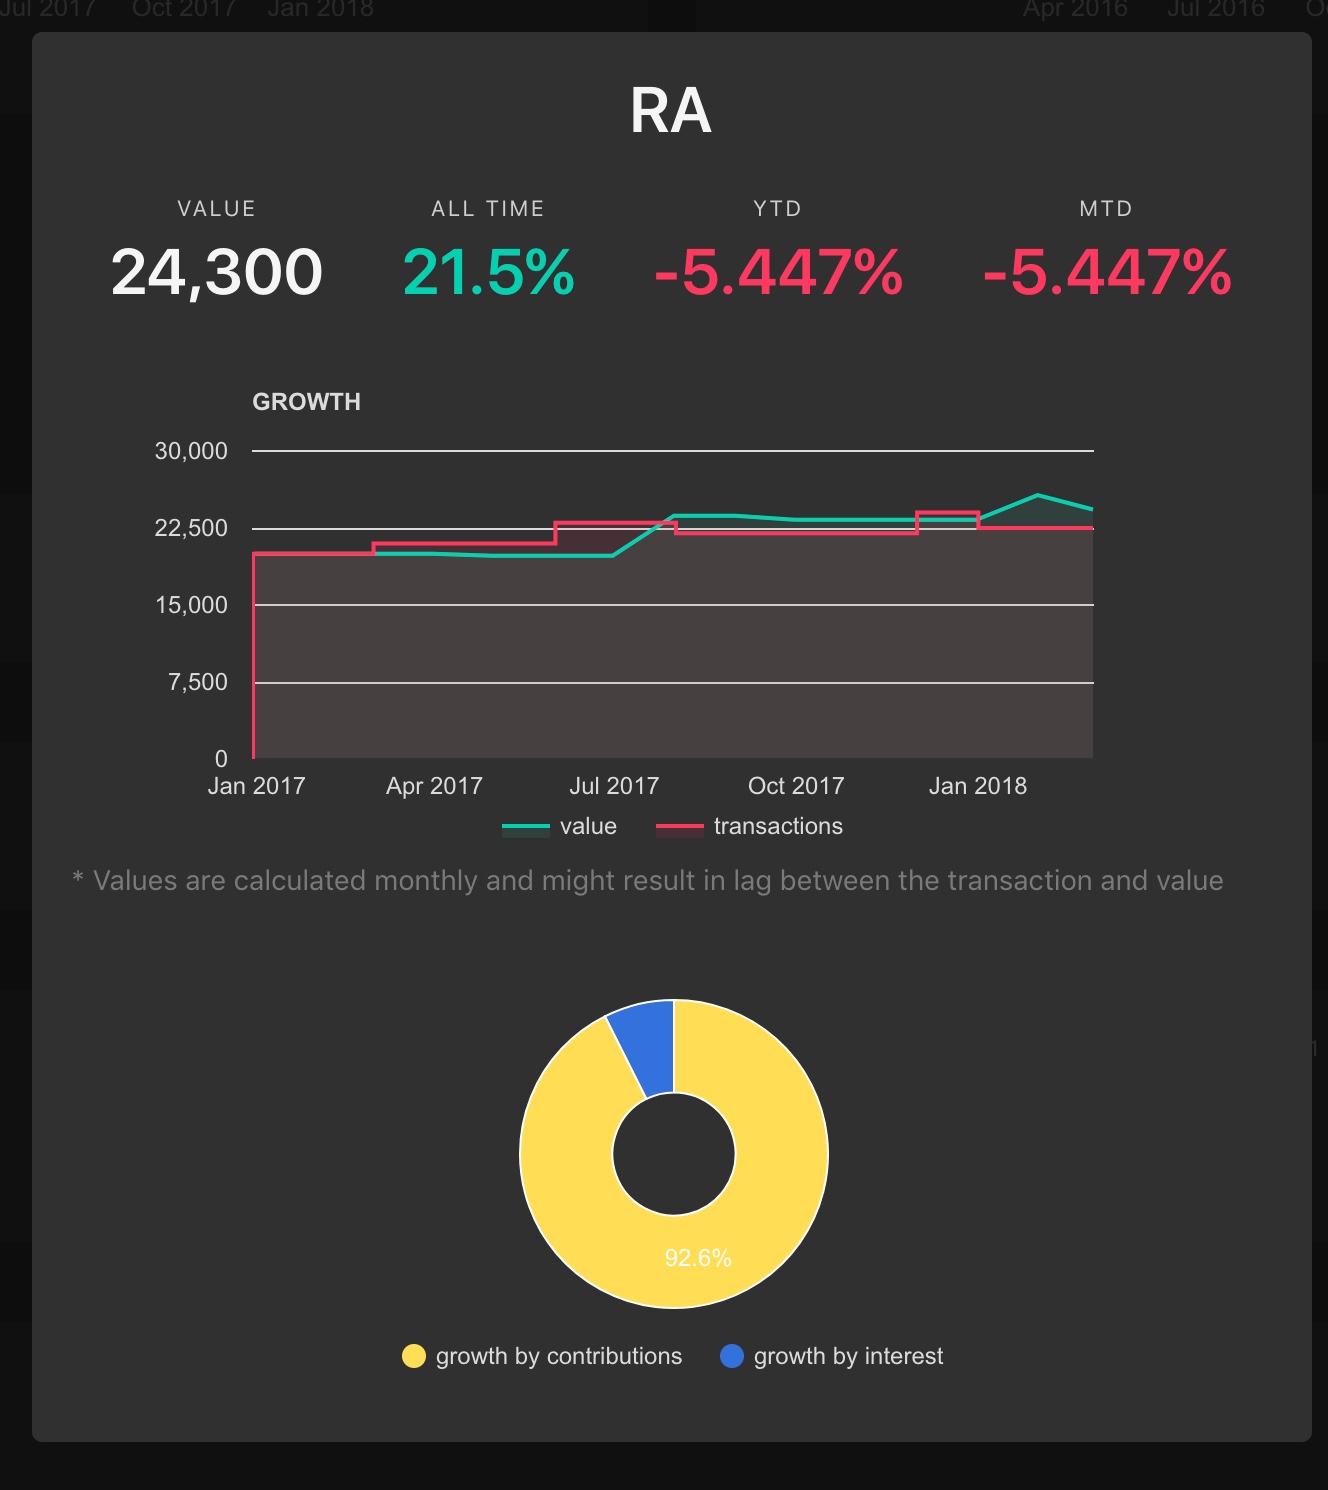 Jul 2017 Oct 2017 Jan 2018 Apr 2016 Jul 2016
RA
VALUE ALL TIME YTD MTD
24,300 21.5% -5.447% -5.447%
GROWTH
30,000
22,500
15,000
7,500
0
Jan 2017 Apr 2017 Jul 2017 Oct 2017 Jan 2018
value transactions
* Values are calculated monthly and might result in lag between the transaction and value
92.6%
growth by contributions growth by interest